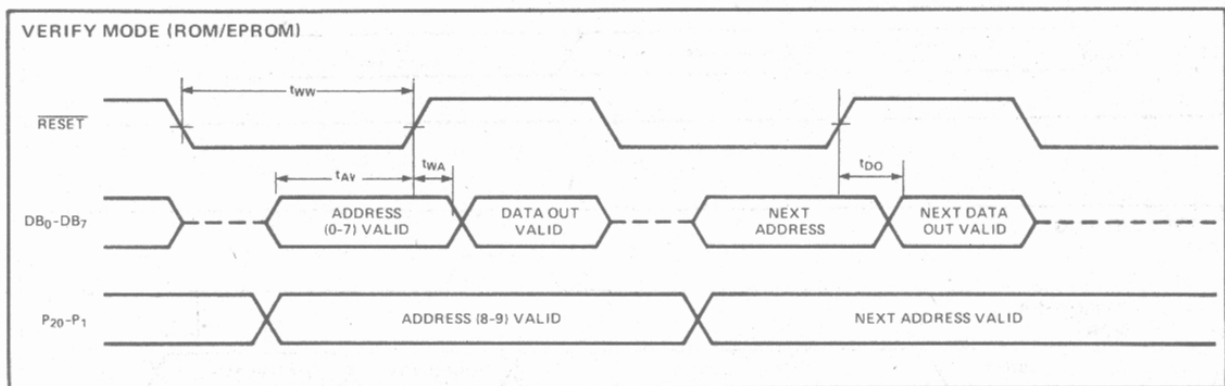 VERIFY MODE (ROM/EPROM)
tWW
RESET
tAY
tWA
tDO
DB0-DB7
ADDRESS
(0-7) VALID
DATA OUT
VALID
NEXT
ADDRESS
NEXT DATA
OUT VALID
P20-P1
ADDRESS (8-9) VALID
NEXT ADDRESS VALID